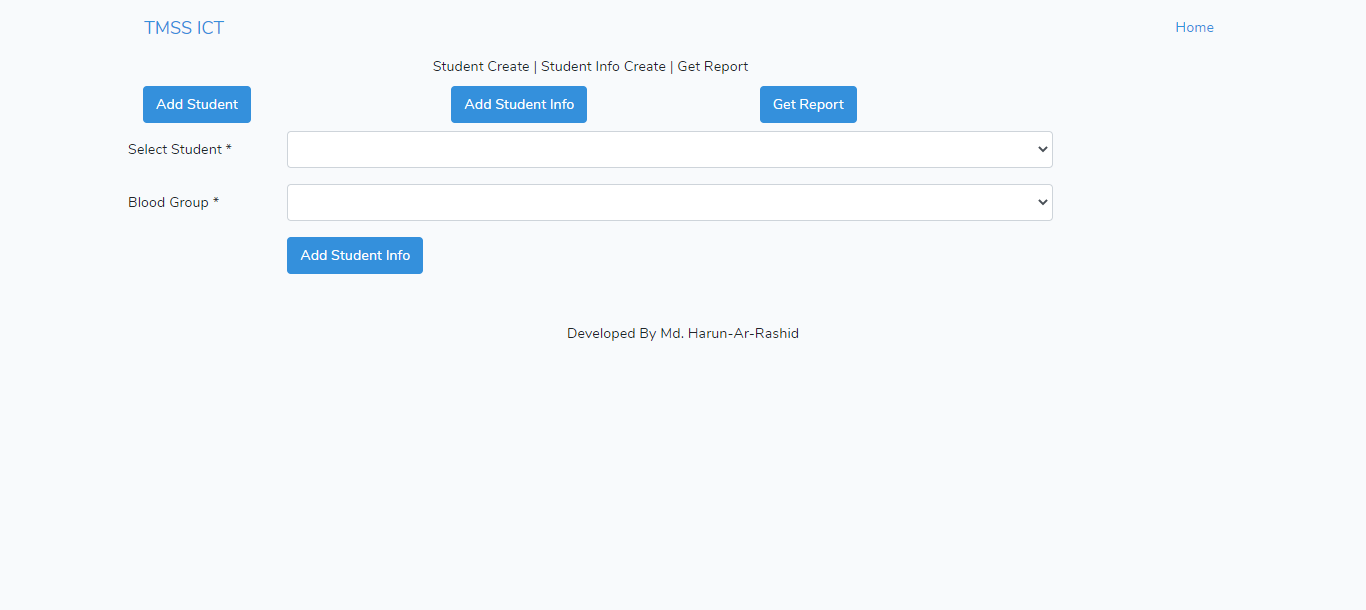 TMSS ICT Home
Student Create | Student Info Create | Get Report
Add Student Add Student Info Get Report
Select Student *
Blood Group *
Add Student Info
Developed By Md. Harun-Ar-Rashid